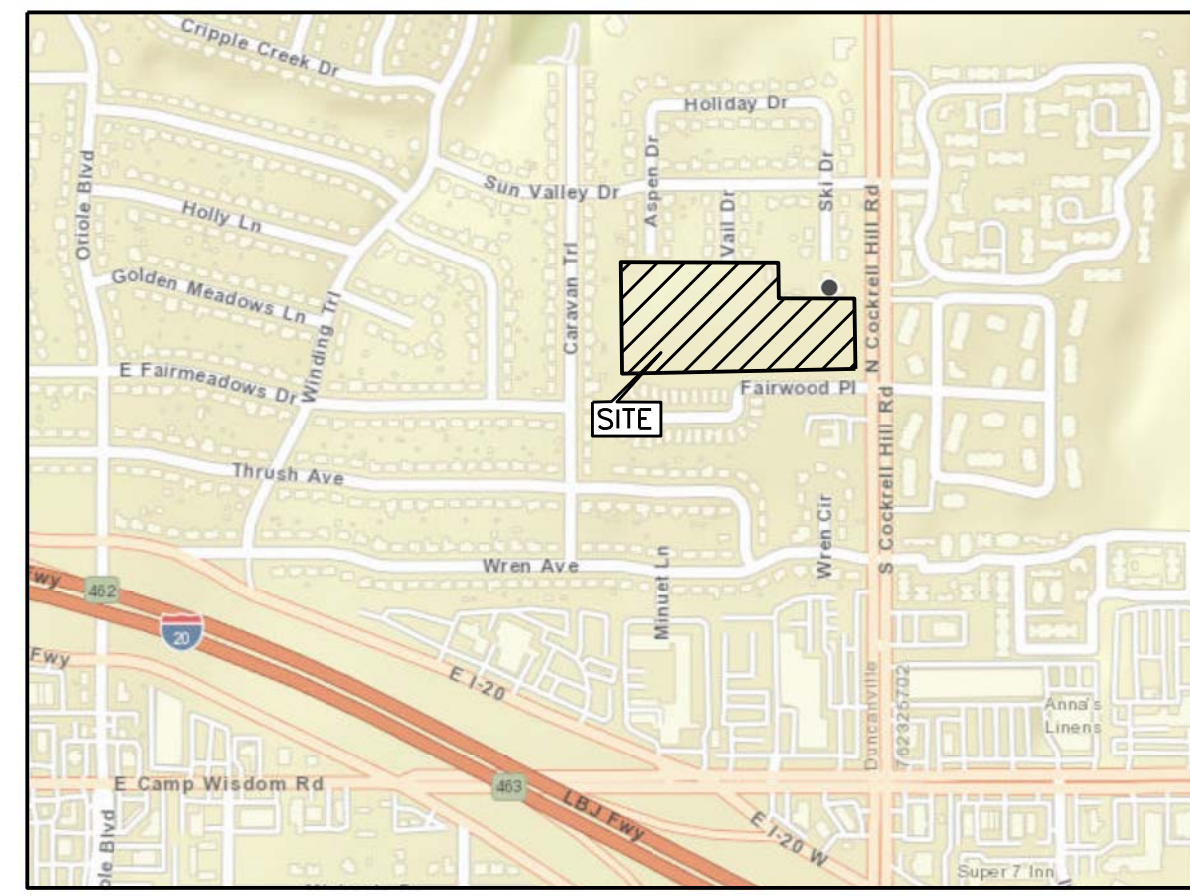 Cripple Creek Dr
Holiday Dr
Aspen Dr
Ski Dr
Sun Valley Dr
Oriole Blvd
Holly Ln
Vail Dr
N Cockrell Hill Rd
Caravan Trl
Golden Meadows Ln
Winding Trl
E Fairmeadows Dr
Fairwood Pl
SITE
S Cockrell Hill Rd
Thrush Ave
Wren Cir
Wren Ave
Minuet Ln
Fwy
462
20
Fwy
E I-20
Duncanville
Anna's
Linens
E Camp Wisdom Rd
463
LBJ Fwy
E I-20 W
ole Blvd
Super 7 Inn